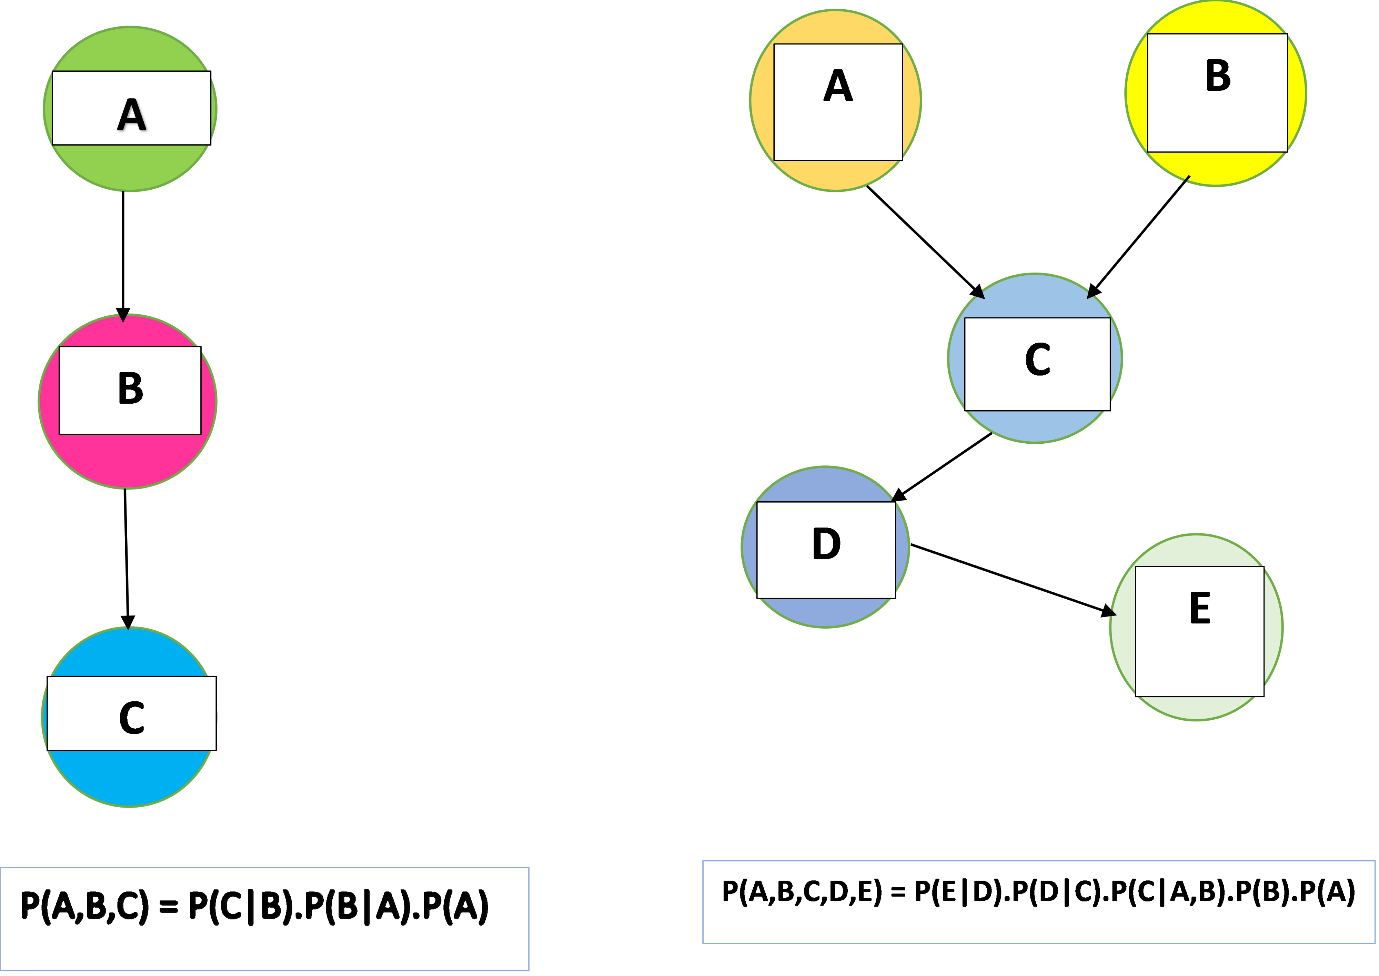 A
B
C
P(A,B,C) = P(C|B).P(B|A).P(A)
A
B
C
D
E
P(A,B,C,D,E) = P(E|D).P(D|C).P(C|A,B).P(B).P(A)